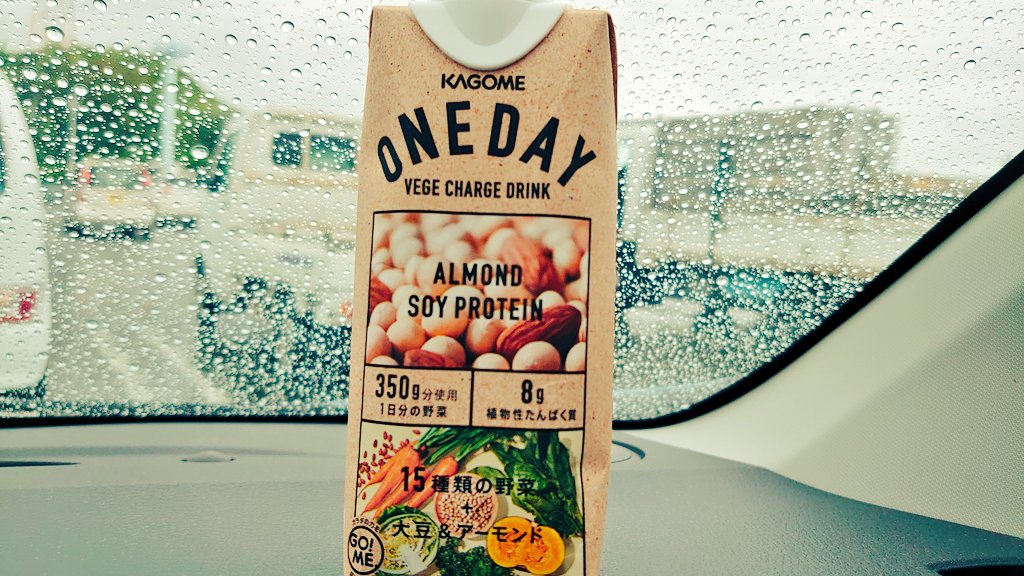 KAGOME
ONE DAY
VEGE CHARGE DRINK
ALMOND
SOY PROTEIN
350g分使用
1日分の野菜
8g
植物性たんぱく質
15種類の野菜
+
大豆&アーモンド
GO!
ME.